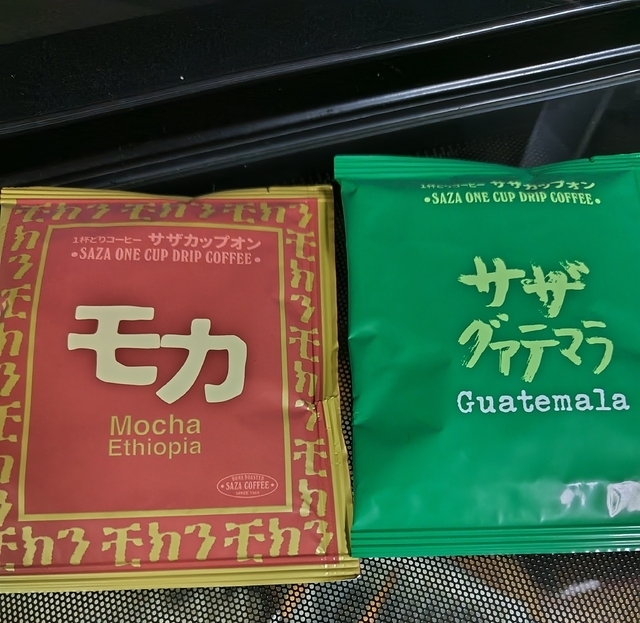 1杯どりコーヒー サザカップオン
•SAZA ONE CUP DRIP COFFEE•
モカ
Mocha
Ethiopia
SAZA COFFEE
1杯どりコーヒー サザカップオン
•SAZA ONE CUP DRIP COFFEE•
サザ
グァテマラ
Guatemala